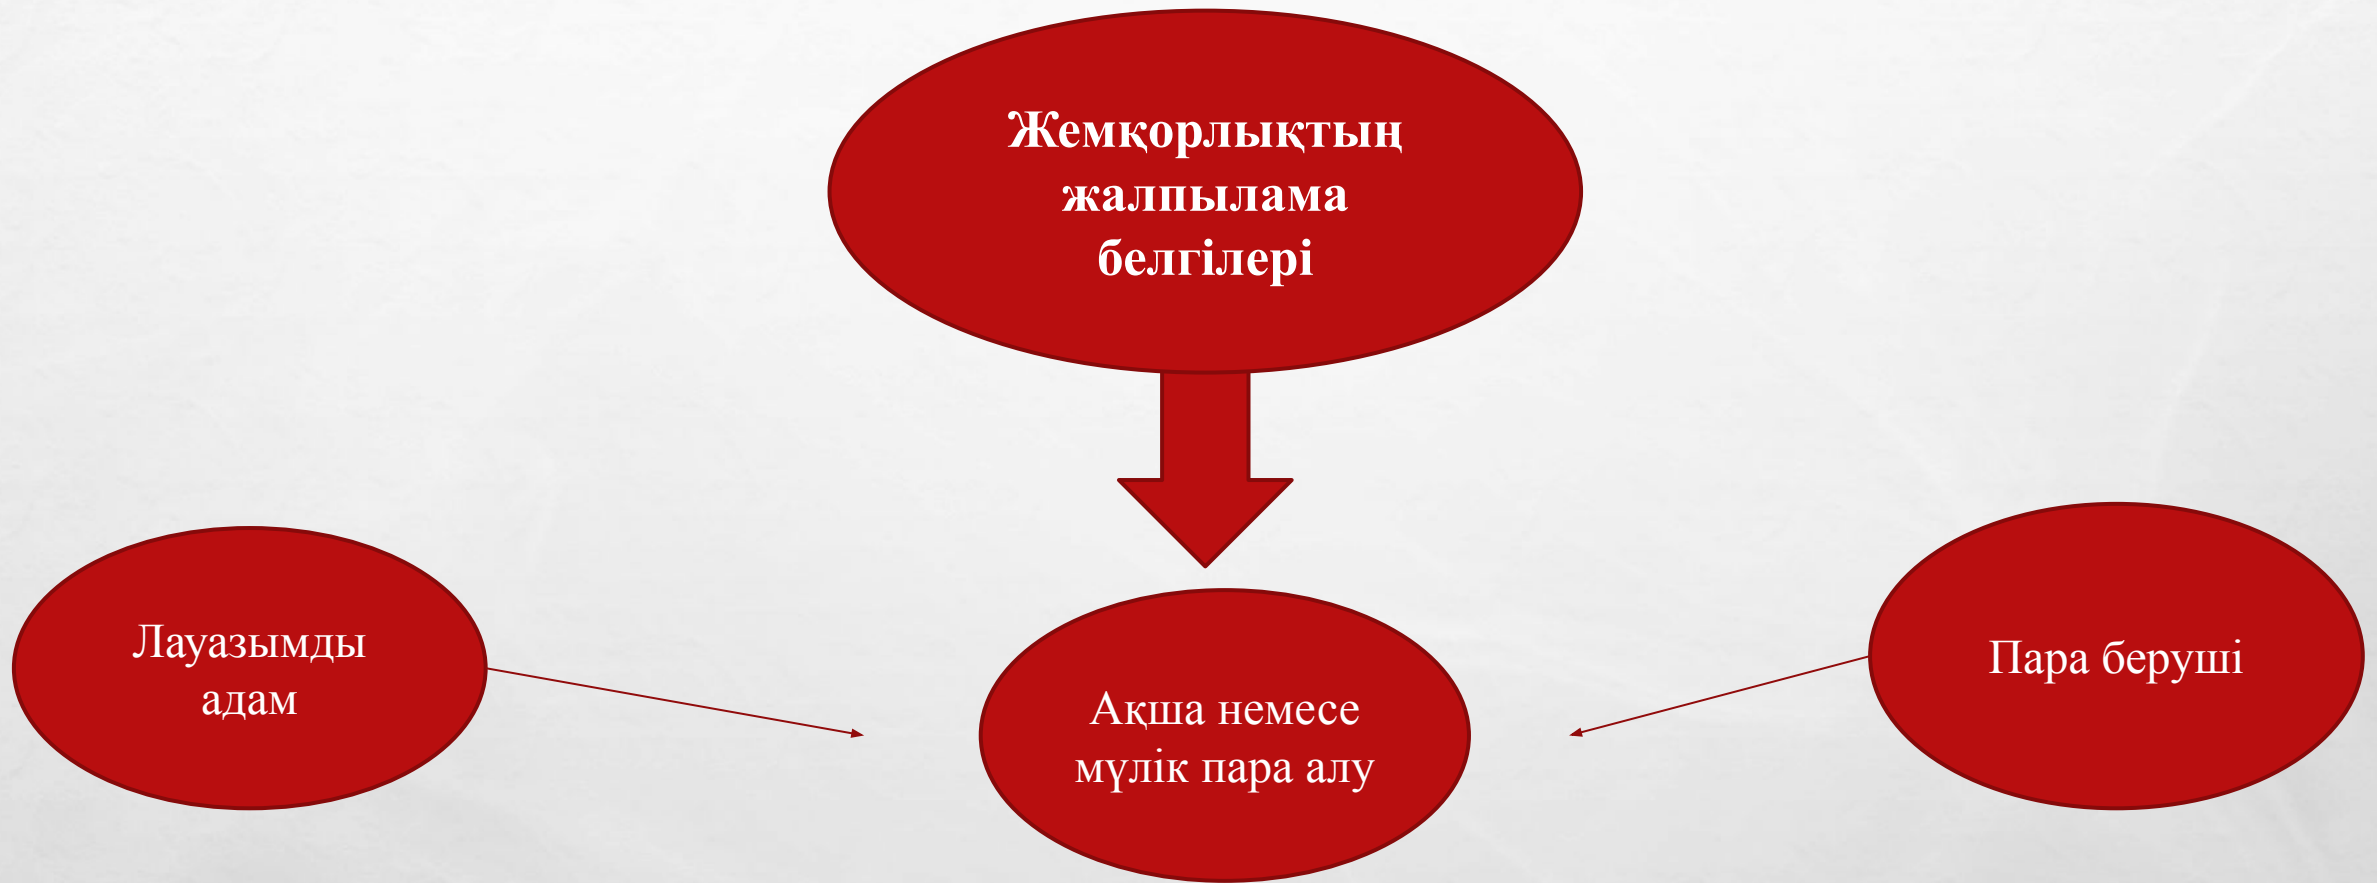 Жемқорлықтың
жалпылама
белгілері
Лауазымды
адам
Ақша немесе
мүлік пара алу
Пара беруші